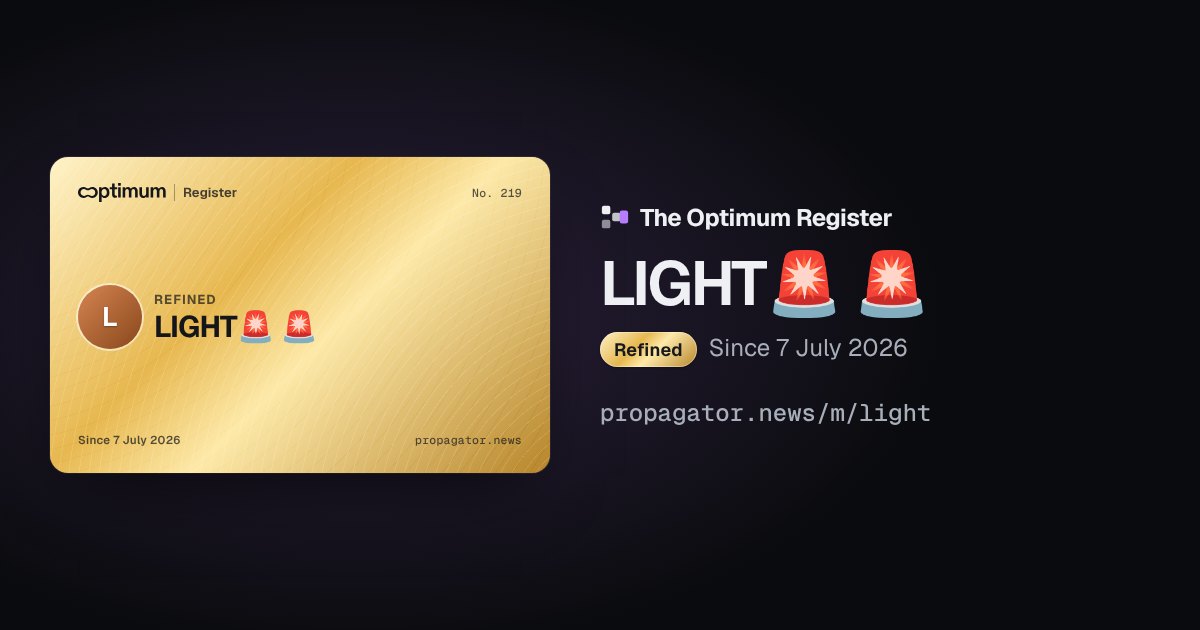 optimum | Register
No. 219
L
REFINED
LIGHT🚨 🚨
Since 7 July 2026
propagator.news
The Optimum Register
LIGHT🚨 🚨
Refined
Since 7 July 2026
propagator.news/m/light